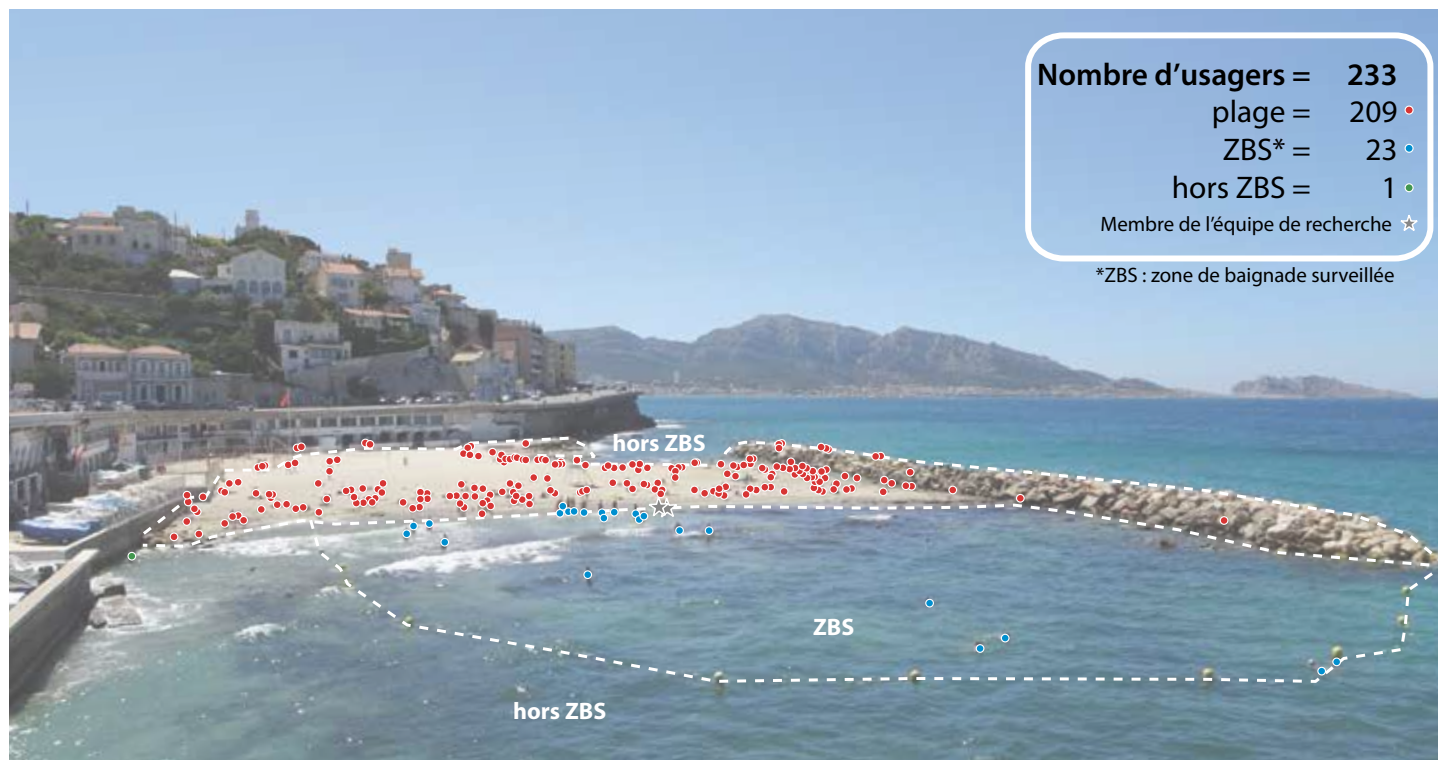 Nombre d’usagers = 233
plage = 209
ZBS* = 23
hors ZBS = 1
Membre de l’équipe de recherche
*ZBS : zone de baignade surveillée
hors ZBS
ZBS
hors ZBS